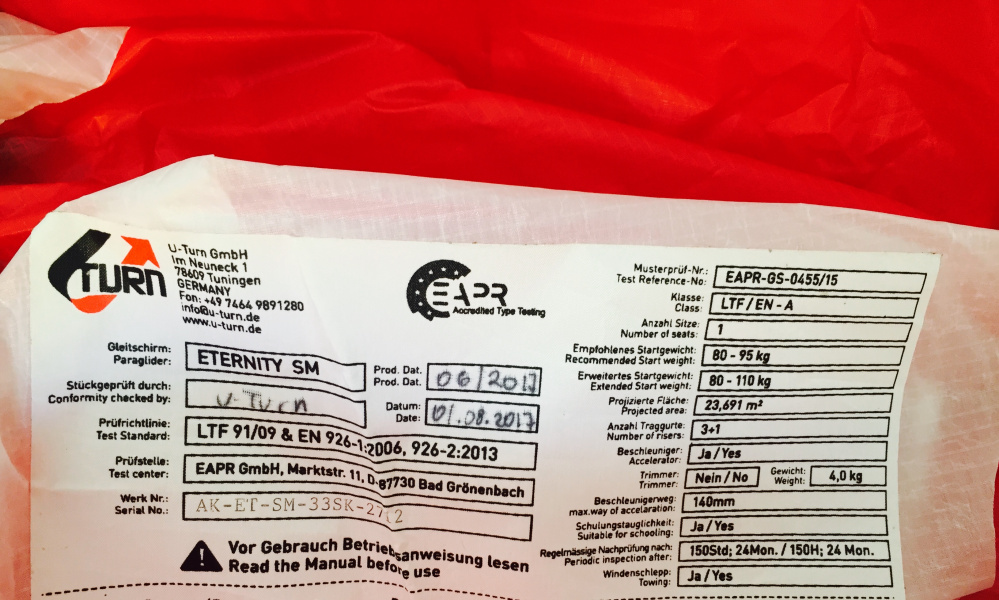 TURN
U-Turn GmbH
Im Neuneck 1
78609 Tuningen
GERMANY
Fon: +49 7464 9891280
info@u-turn.de
www.u-turn.de
EAPR
Accredited Type Testing
Gleitschirm:
Paraglider:
ETERNITY SM
Prod. Dat.
Prod. Dat.
06/2017
Stückgeprüft durch:
Conformity checked by:
U-Turn
Datum:
Date:
01.08.2017
Prüfrichtlinie:
Test Standard:
LTF 91/09 & EN 926-1:2006, 926-2:2013
Prüfstelle:
Test center:
EAPR GmbH, Marktstr. 11, D-87730 Bad Grönenbach
Werk Nr.:
Serial No.:
Vor Gebrauch Betriebsanweisung lesen
Read the Manual before use
Musterprüf-Nr.:
Test Reference-No:
EAPR-GS-0455/15
Klasse:
Class:
LTF/EN - A
Anzahl Sitze:
Number of seats:
1
Empfohlenes Startgewicht:
Recommended Start weight:
80 - 95 kg
Erweitertes Startgewicht:
Extended Start weight:
80 - 110 kg
Projizierte Fläche:
Projected area:
23,691 m²
Anzahl Traggurte:
Number of risers:
3+1
Beschleuniger:
Accelerator:
Ja / Yes
Trimmer:
Trimmer:
Nein / No
Gewicht:
Weight:
4,0 kg
Beschleunigerweg:
max.way of accelaration:
140mm
Schulungstauglichkeit:
Suitable for schooling:
Ja / Yes
Regelmässige Nachprüfung nach:
Periodic inspection after:
150Std; 24Mon. / 150H; 24 Mon.
Windenschlepp:
Towing:
Ja / Yes